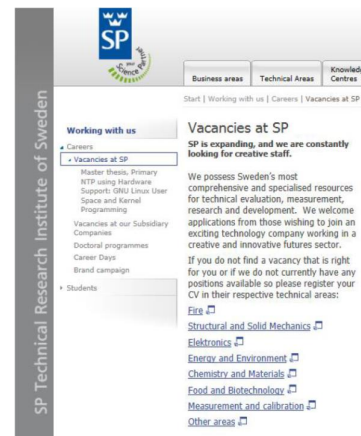 SP
your
Science Partner
Business areas
Technical Areas
Knowled
Centres
Start | Working with us | Careers | Vacancies at SP
SP Technical Research Institute of Sweden
Working with us
Careers
Vacancies at SP
Master thesis, Primary
NTP using Hardware
Support: GNU Linux User
Space and Kernel
Programming
Vacancies at our Subsidiary
Companies
Doctoral programmes
Career Days
Brand campaign
Students
Vacancies at SP
SP is expanding, and we are constantly
looking for creative staff.
We possess Sweden's most
comprehensive and specialised resources
for technical evaluation, measurement,
research and development. We welcome
applications from those wishing to join an
exciting technology company working in a
creative and innovative futures sector.
If you do not find a vacancy that is right
for you or if we do not currently have any
positions available so please register your
CV in their respective technical areas:
Fire
Structural and Solid Mechanics
Elektronics
Energy and Environment
Chemistry and Materials
Food and Biotechnology
Measurement and calibration
Other areas